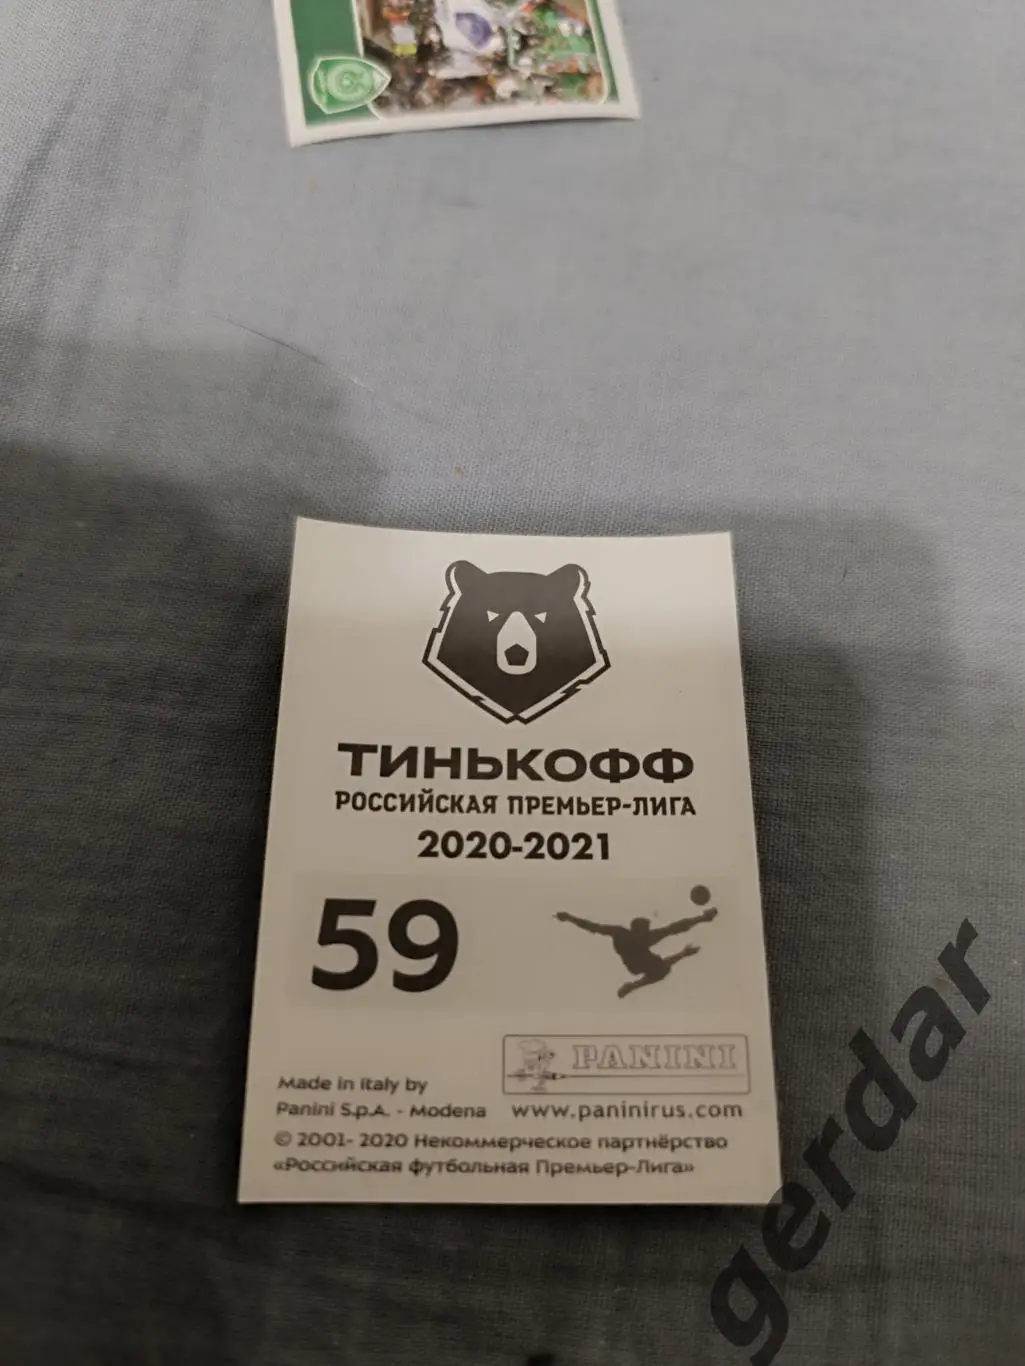 ТИНЬКОФФ
РОССИЙСКАЯ ПРЕМЬЕР-ЛИГА
2020-2021
59
PANINI
Made in Italy by
Panini S.p.A. - Modena www.paninirus.com
© 2001- 2020 Некоммерческое партнёрство
«Российская футбольная Премьер-Лига»
gerdar